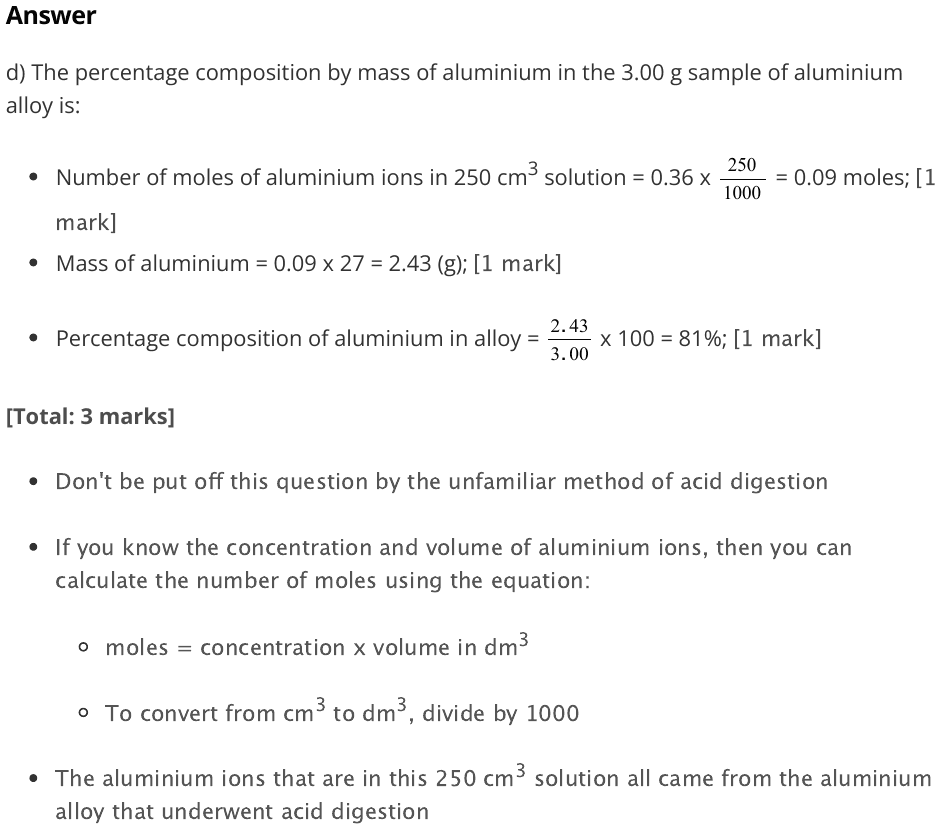 Answer
d) The percentage composition by mass of aluminium in the 3.00 g sample of aluminium
alloy is:
• Number of moles of aluminium ions in 250 cm³ solution = 0.36 x 250/1000 = 0.09 moles; [1
mark]
• Mass of aluminium = 0.09 x 27 = 2.43 (g); [1 mark]
• Percentage composition of aluminium in alloy = 2.43/3.00 x 100 = 81%; [1 mark]
[Total: 3 marks]
• Don't be put off this question by the unfamiliar method of acid digestion
• If you know the concentration and volume of aluminium ions, then you can
calculate the number of moles using the equation:
○ moles = concentration x volume in dm³
○ To convert from cm³ to dm³, divide by 1000
• The aluminium ions that are in this 250 cm³ solution all came from the aluminium
alloy that underwent acid digestion